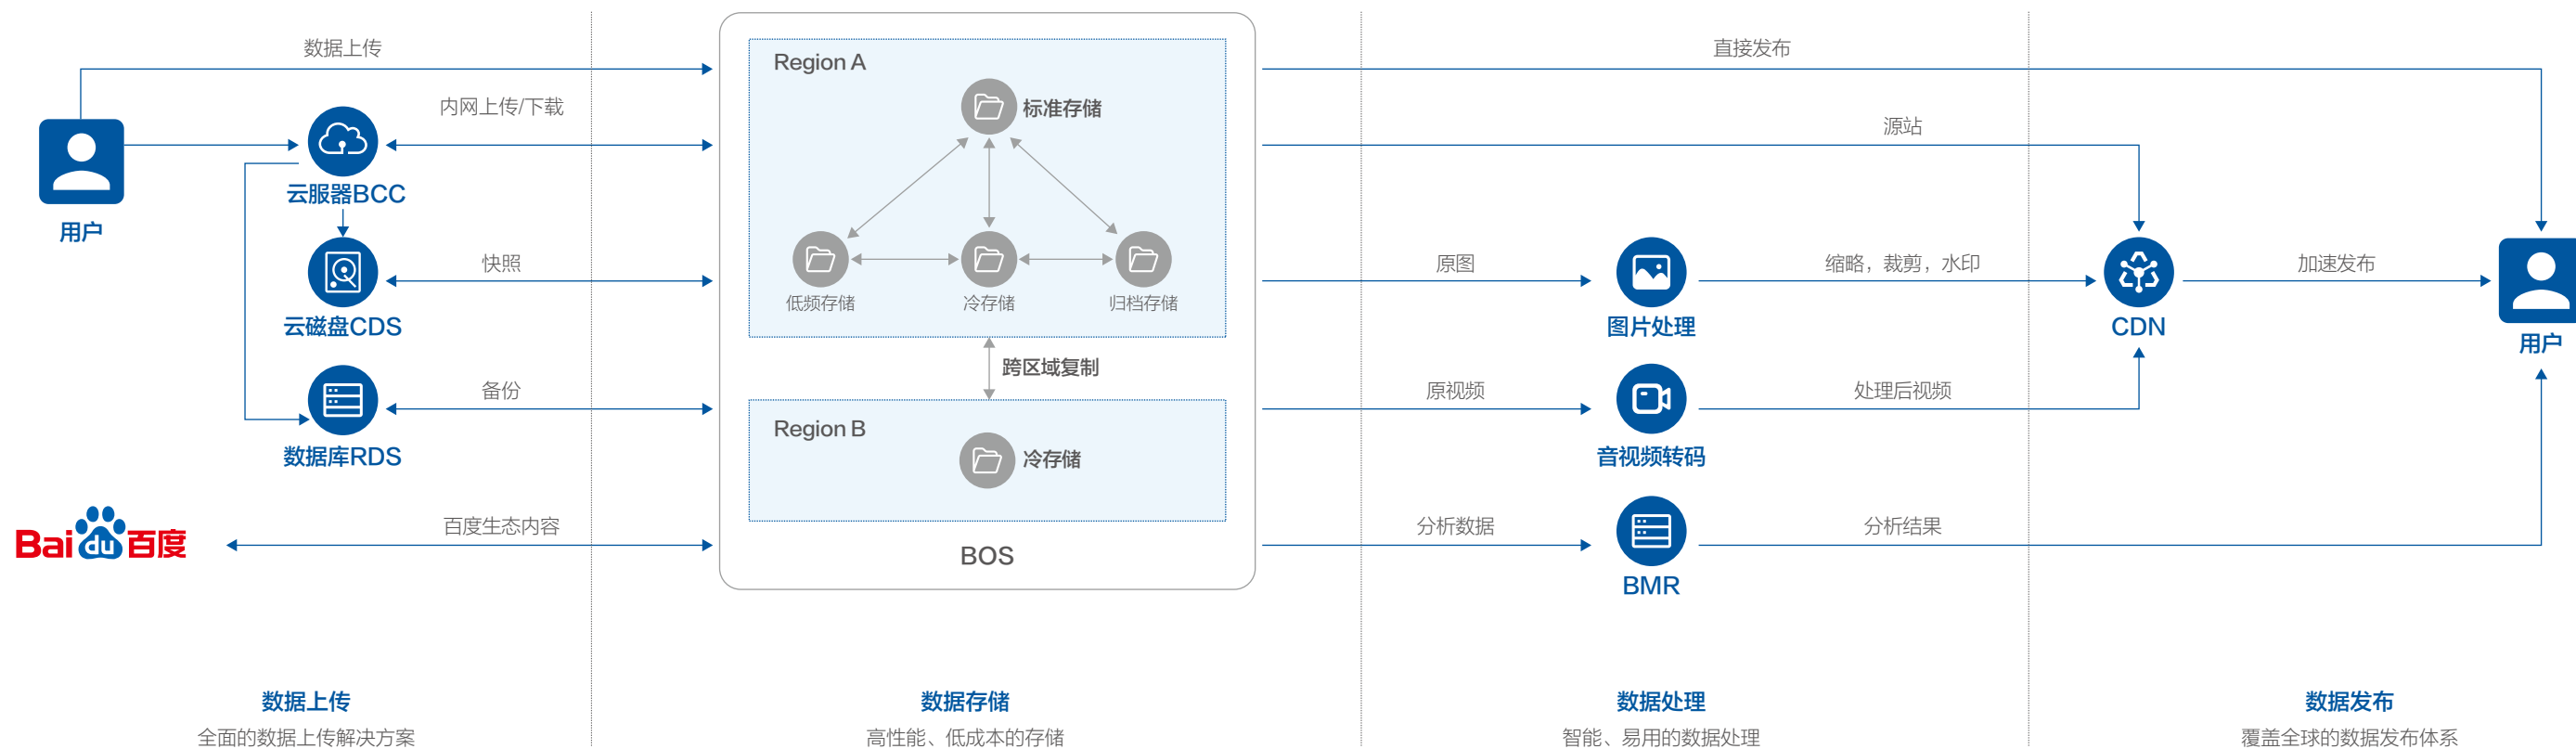 数据上传
内网上传/下载
用户
云服器BCC
快照
云磁盘CDS
备份
数据库RDS
Bai du 百度
百度生态内容
Region A
标准存储
低频存储
冷存储
归档存储
跨区域复制
Region B
冷存储
BOS
直接发布
源站
原图
图片处理
缩略，裁剪，水印
CDN
加速发布
用户
原视频
音视频转码
处理后视频
分析数据
BMR
分析结果
数据上传
全面的数据上传解决方案
数据存储
高性能、低成本的存储
数据处理
智能、易用的数据处理
数据发布
覆盖全球的数据发布体系